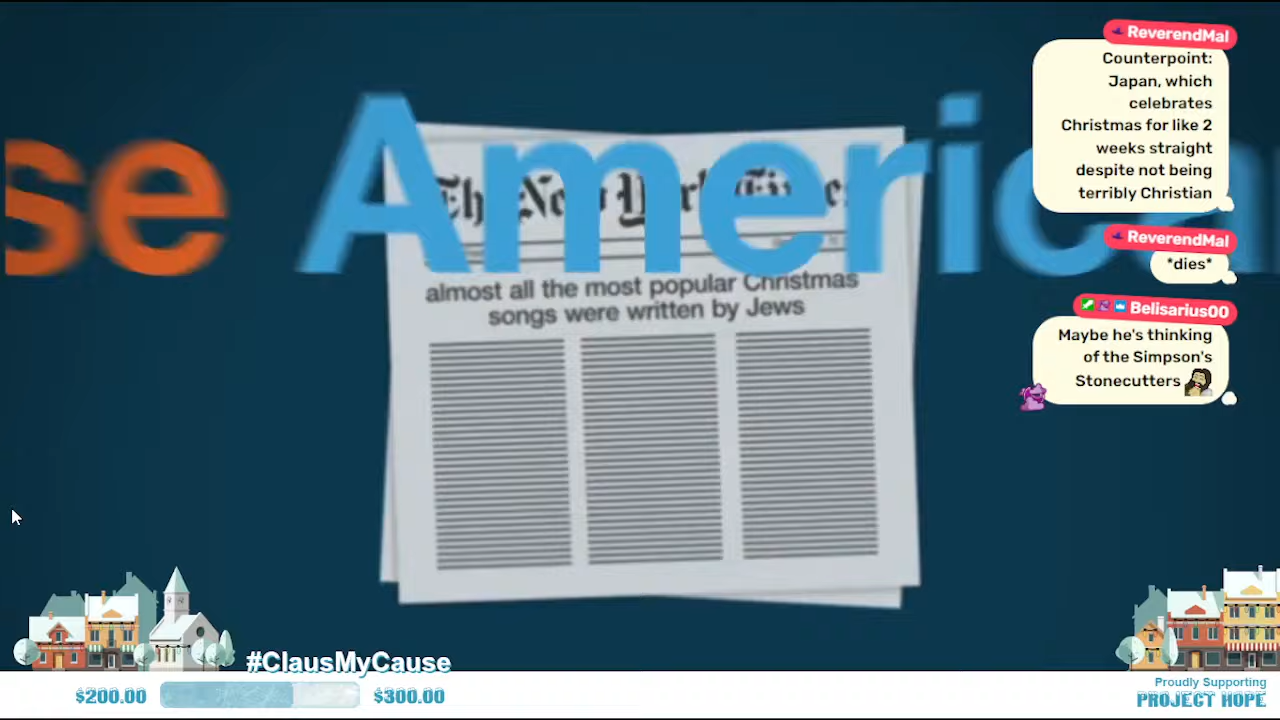 se American
The New York Times
almost all the most popular Christmas
songs were written by Jews
ReverendMal
Counterpoint:
Japan, which
celebrates
Christmas for like 2
weeks straight
despite not being
terribly Christian
ReverendMal
*dies*
Belisarius00
Maybe he's thinking
of the Simpson's
Stonecutters
#ClausMyCause
$200.00
$300.00
Proudly Supporting
PROJECT HOPE